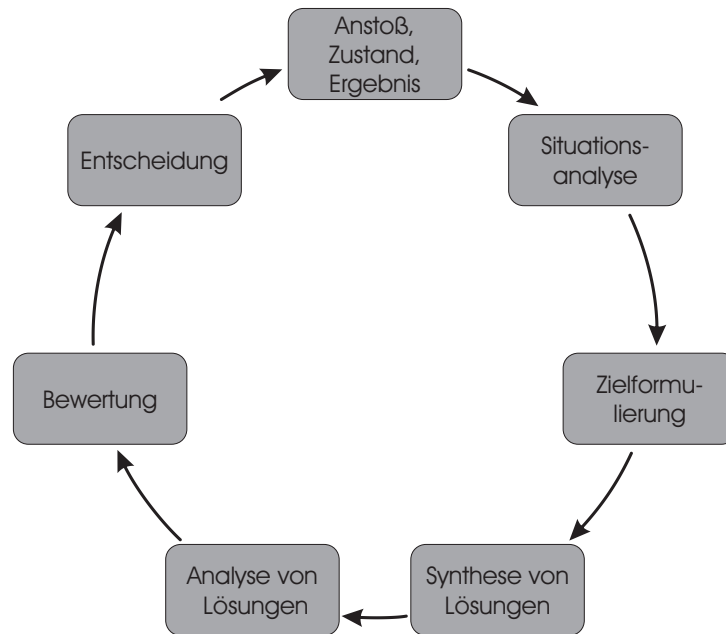 Anstoß,
Zustand,
Ergebnis
Situations-
analyse
Zielformu-
lierung
Synthese von
Lösungen
Analyse von
Lösungen
Bewertung
Entscheidung